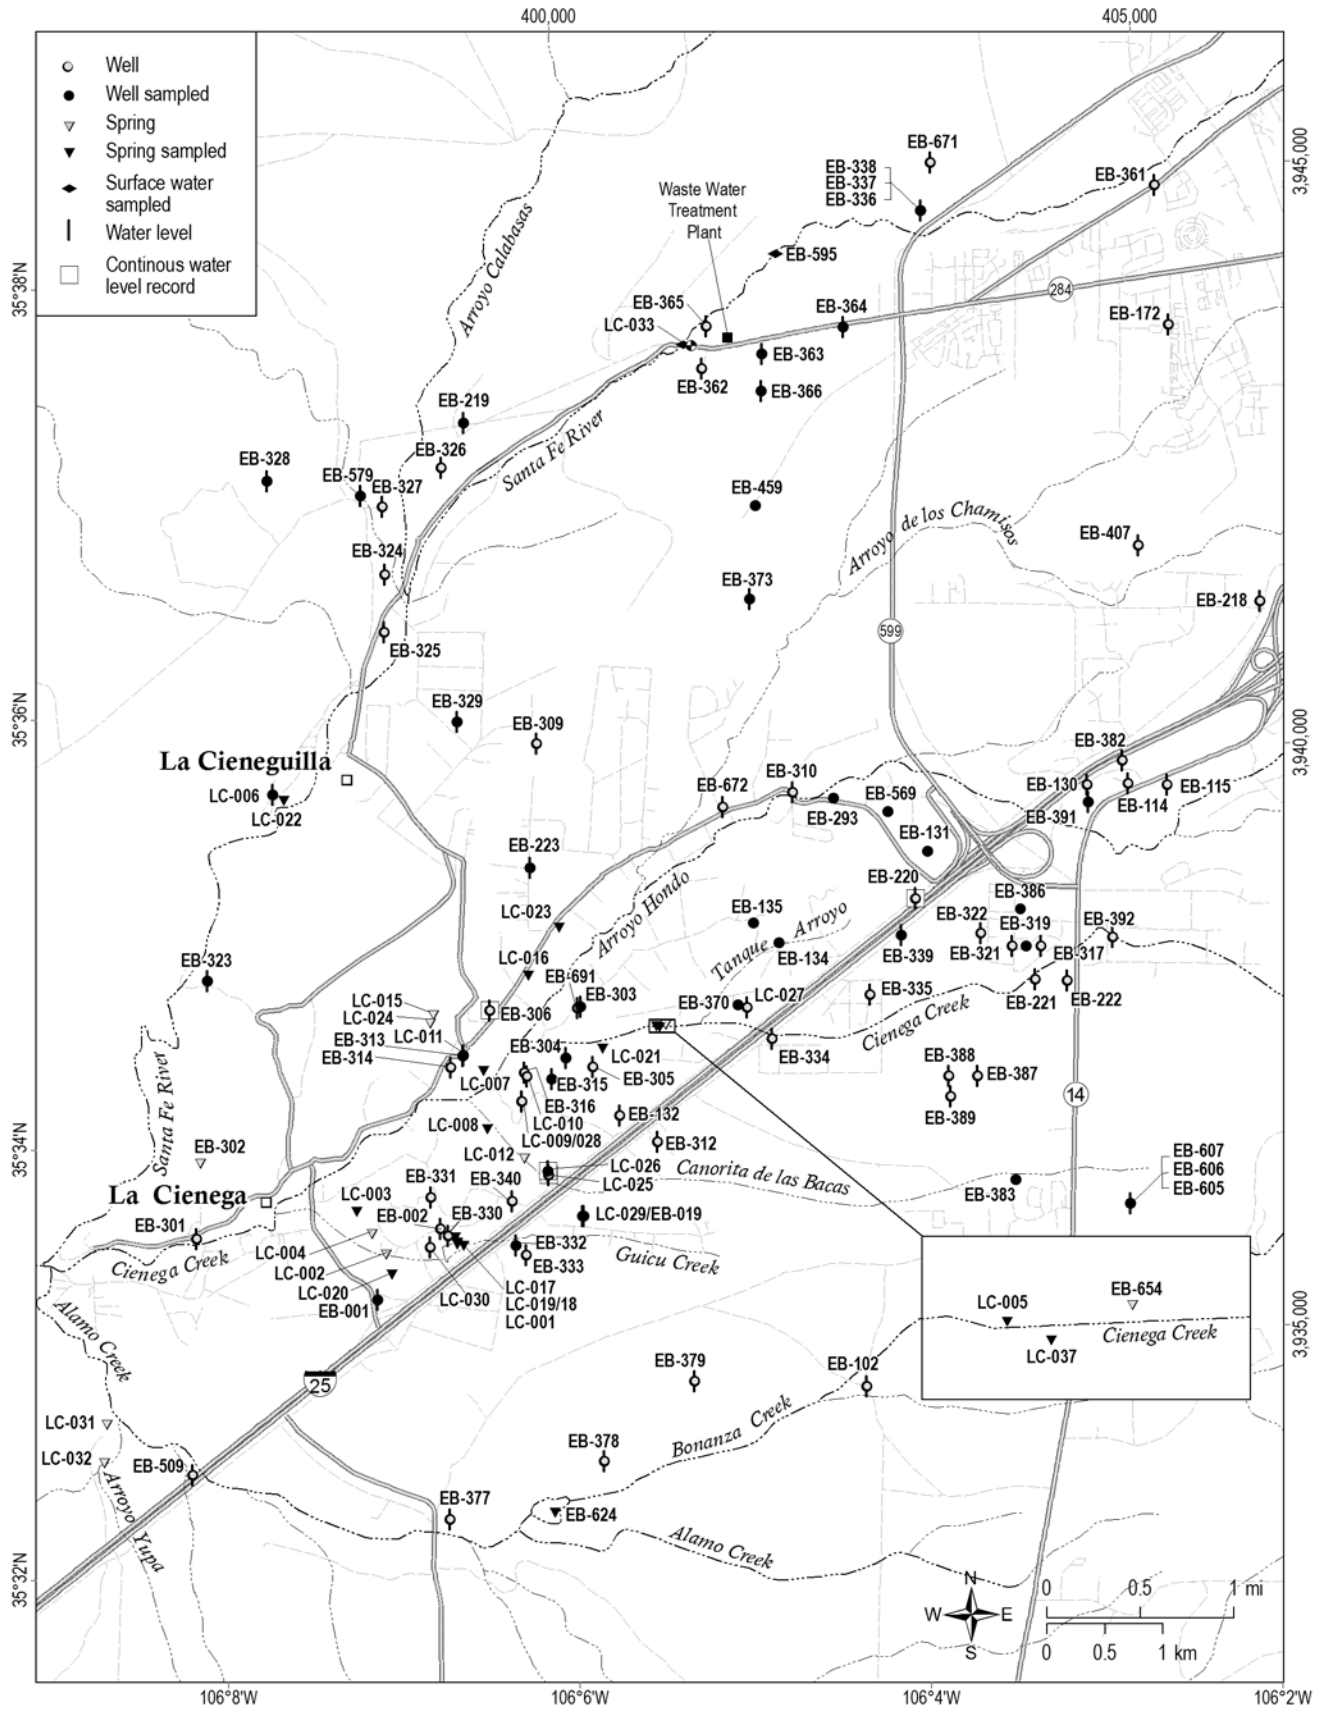 400,000
405,000
Well
Well sampled
Spring
Spring sampled
Surface water
sampled
Water level
Continous water
level record
EB-671
EB-338
EB-337
EB-336
EB-361
3,945,000
Waste Water
Treatment
Plant
Arroyo Calabasas
EB-595
35°38'N
284
EB-365
EB-364
LC-033
EB-172
EB-363
EB-362
EB-366
EB-219
Santa Fe River
EB-326
EB-328
EB-579
EB-327
EB-459
Arroyo de los Chamisos
EB-407
EB-324
EB-373
EB-218
599
EB-325
35°36'N
EB-329
EB-309
3,940,000
EB-382
La Cieneguilla
EB-310
EB-672
EB-569
EB-130
EB-115
LC-006
EB-114
EB-293
EB-391
LC-022
EB-131
EB-223
EB-220
EB-386
Arroyo Hondo
EB-135
LC-023
EB-322
EB-319
EB-392
Tanque Arroyo
EB-134
EB-339
EB-321
EB-317
EB-323
LC-016
EB-691
EB-303
EB-335
EB-221
EB-222
LC-015
LC-024
EB-370
LC-027
EB-306
Cienega Creek
LC-011
EB-313
EB-314
EB-304
LC-021
EB-334
EB-388
LC-007
EB-315
EB-305
EB-387
Santa Fe River
EB-316
EB-132
EB-389
14
LC-010
LC-008
LC-009/028
EB-312
EB-302
35°34'N
LC-012
LC-026
LC-025
Canorita de las Bacas
EB-607
EB-606
EB-605
EB-331
EB-340
EB-383
La Cienega
LC-003
EB-002
EB-330
LC-029/EB-019
EB-301
EB-332
EB-333
LC-004
Guicu Creek
Cienega Creek
LC-002
LC-017
LC-020
LC-030
LC-019/18
EB-001
LC-001
EB-654
LC-005
Cienega Creek
LC-037
3,935,000
Alamo Creek
25
EB-379
EB-102
LC-031
Bonanza Creek
EB-378
LC-032
EB-509
EB-377
EB-624
Arroyo Yupa
Alamo Creek
35°32'N
N
W
E
S
0
0.5
1 mi
0
0.5
1 km
106°8'W
106°6'W
106°4'W
106°2'W